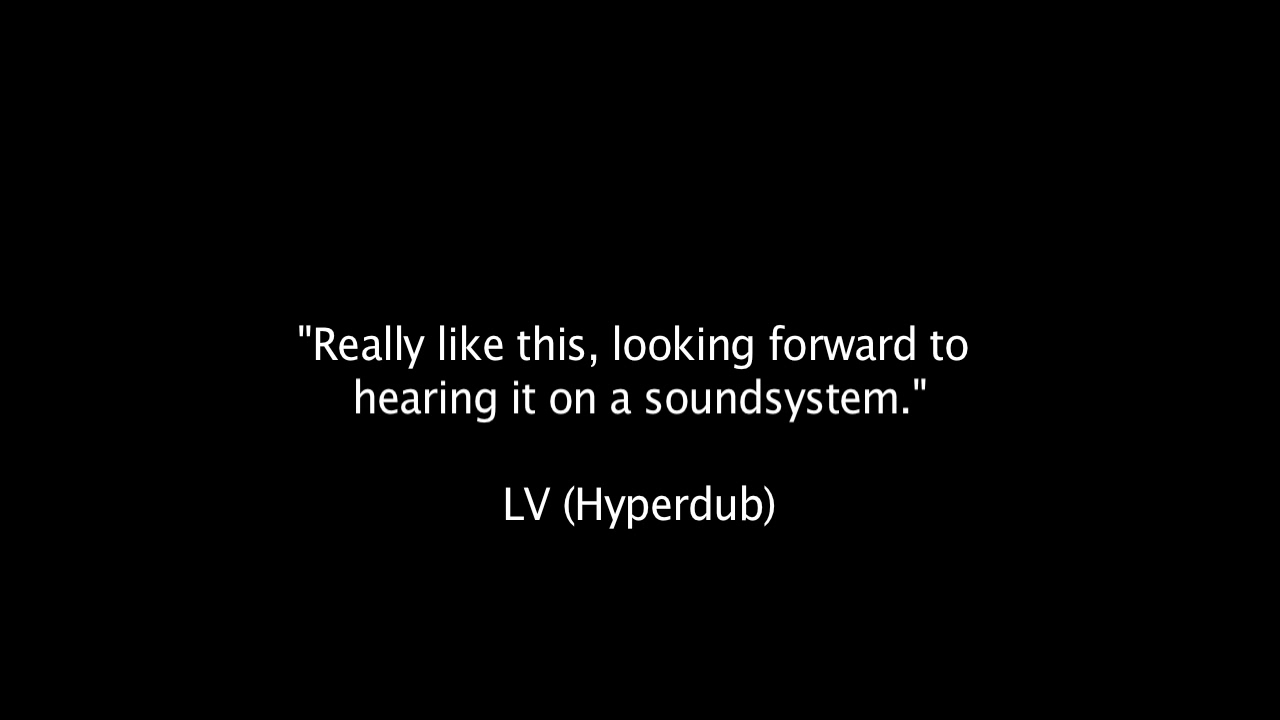 "Really like this, looking forward to
hearing it on a soundsystem."
LV (Hyperdub)